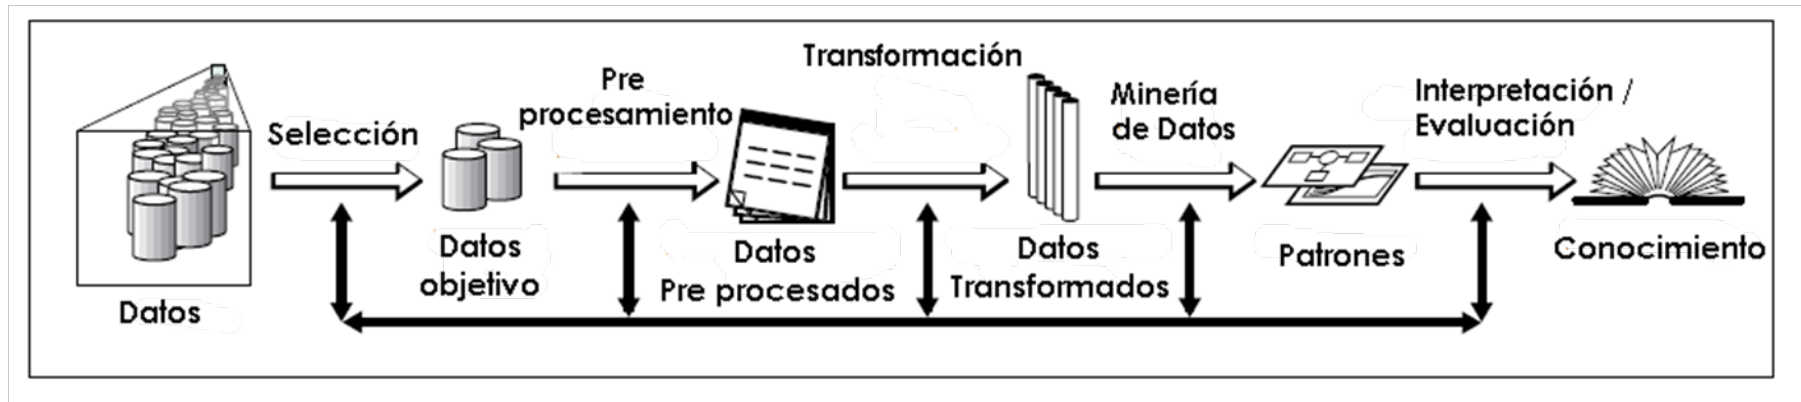 Datos
Selección
Datos
objetivo
Pre
procesamiento
Datos
Pre procesados
Transformación
Datos
Transformados
Minería
de Datos
Patrones
Interpretación /
Evaluación
Conocimiento